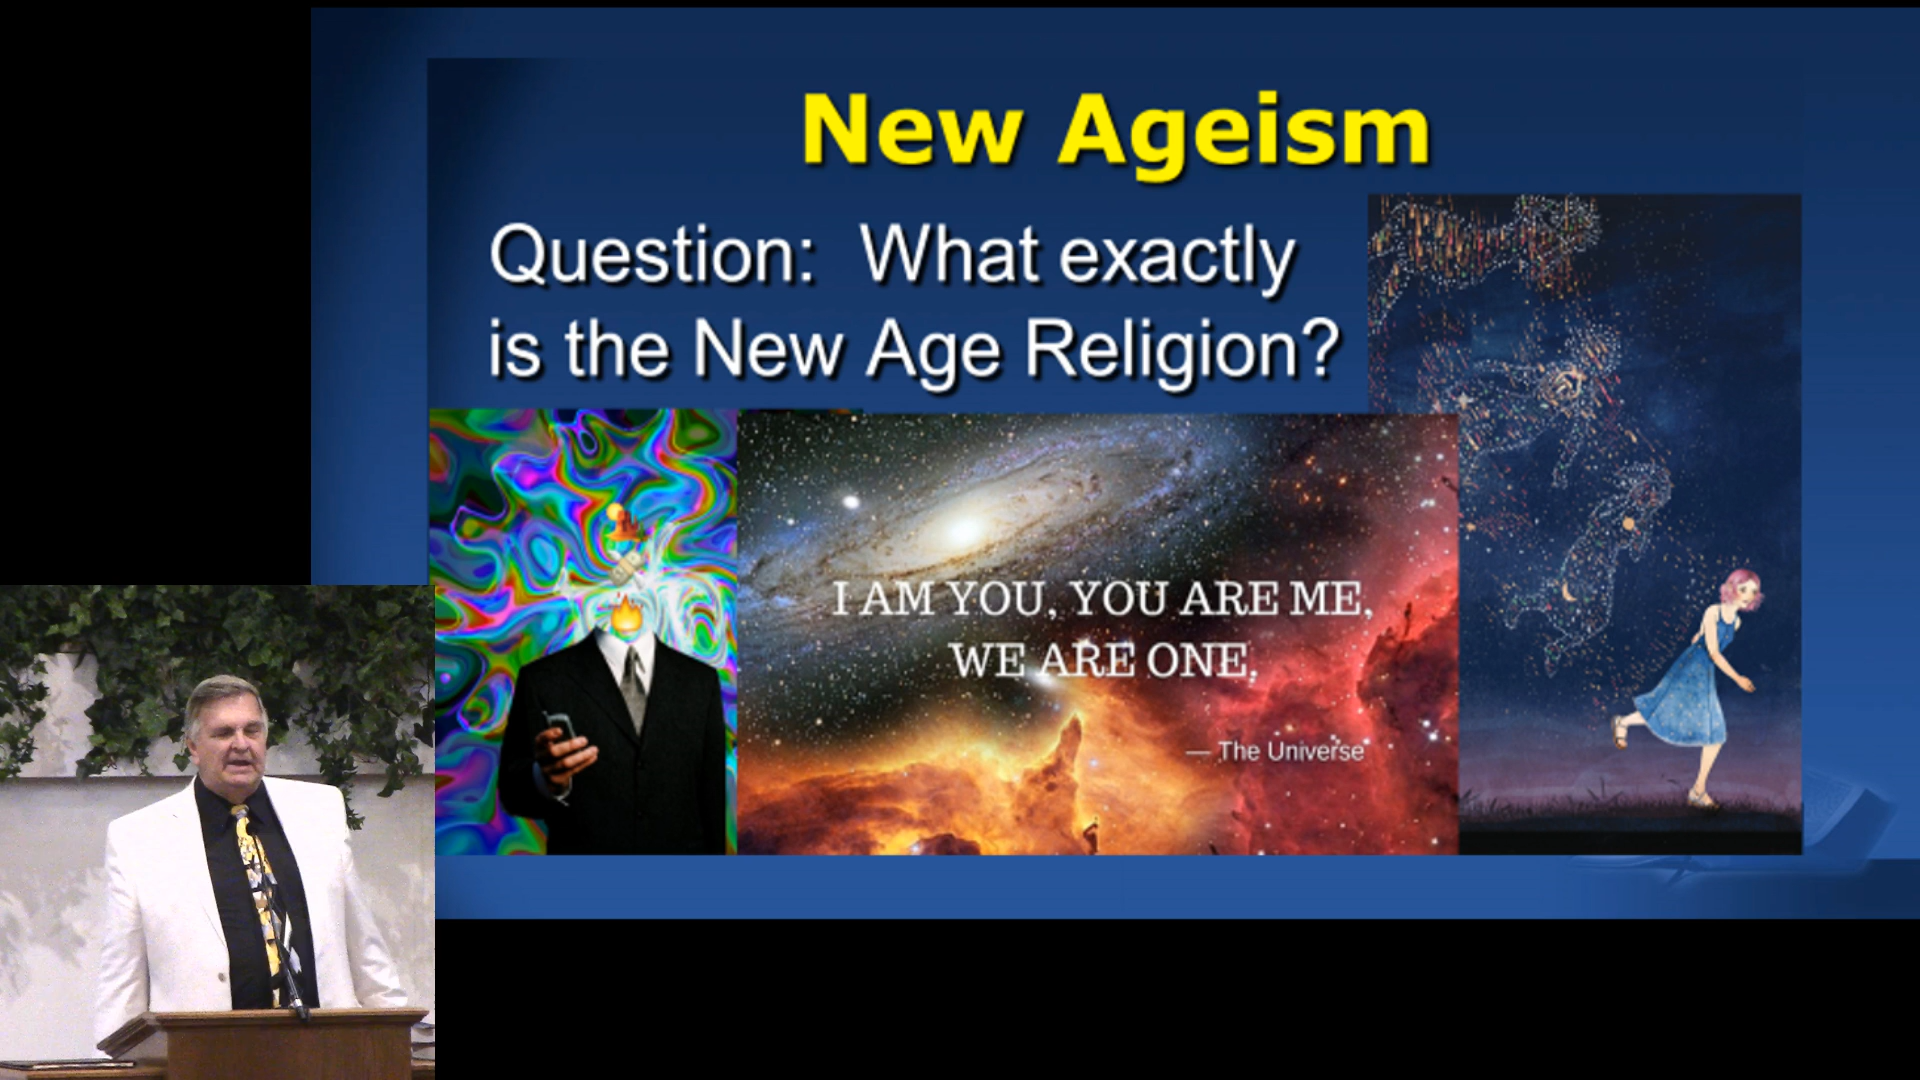 New Ageism
Question: What exactly
is the New Age Religion?
I AM YOU, YOU ARE ME,
WE ARE ONE.
— The Universe